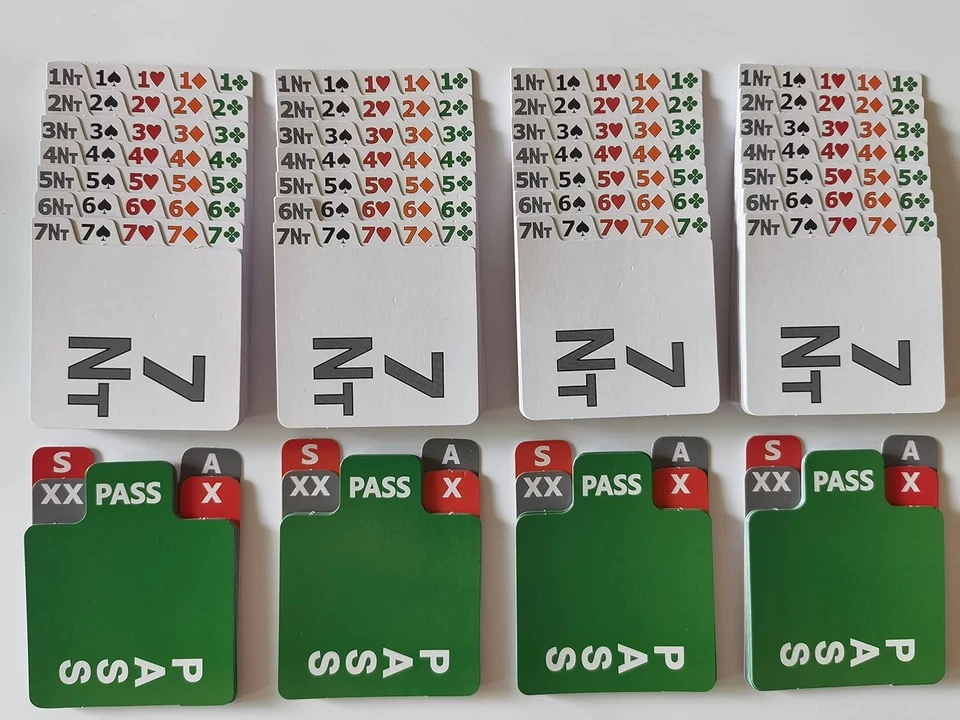 1NT 1♠ 1♥ 1♦ 1♣ 1NT 1♠ 1♥ 1♦ 1♣ 1NT 1♠ 1♥ 1♦ 1♣ 1NT 1♠ 1♥ 1♦ 1♣
2NT 2♠ 2♥ 2♦ 2♣ 2NT 2♠ 2♥ 2♦ 2♣ 2NT 2♠ 2♥ 2♦ 2♣ 2NT 2♠ 2♥ 2♦ 2♣
3NT 3♠ 3♥ 3♦ 3♣ 3NT 3♠ 3♥ 3♦ 3♣ 3NT 3♠ 3♥ 3♦ 3♣ 3NT 3♠ 3♥ 3♦ 3♣
4NT 4♠ 4♥ 4♦ 4♣ 4NT 4♠ 4♥ 4♦ 4♣ 4NT 4♠ 4♥ 4♦ 4♣ 4NT 4♠ 4♥ 4♦ 4♣
5NT 5♠ 5♥ 5♦ 5♣ 5NT 5♠ 5♥ 5♦ 5♣ 5NT 5♠ 5♥ 5♦ 5♣ 5NT 5♠ 5♥ 5♦ 5♣
6NT 6♠ 6♥ 6♦ 6♣ 6NT 6♠ 6♥ 6♦ 6♣ 6NT 6♠ 6♥ 6♦ 6♣ 6NT 6♠ 6♥ 6♦ 6♣
7NT 7♠ 7♥ 7♦ 7♣ 7NT 7♠ 7♥ 7♦ 7♣ 7NT 7♠ 7♥ 7♦ 7♣ 7NT 7♠ 7♥ 7♦ 7♣
7 NT 7 NT 7 NT 7 NT
S A S A S A S A
XX PASS X XX PASS X XX PASS X XX PASS X
PASS PASS PASS PASS